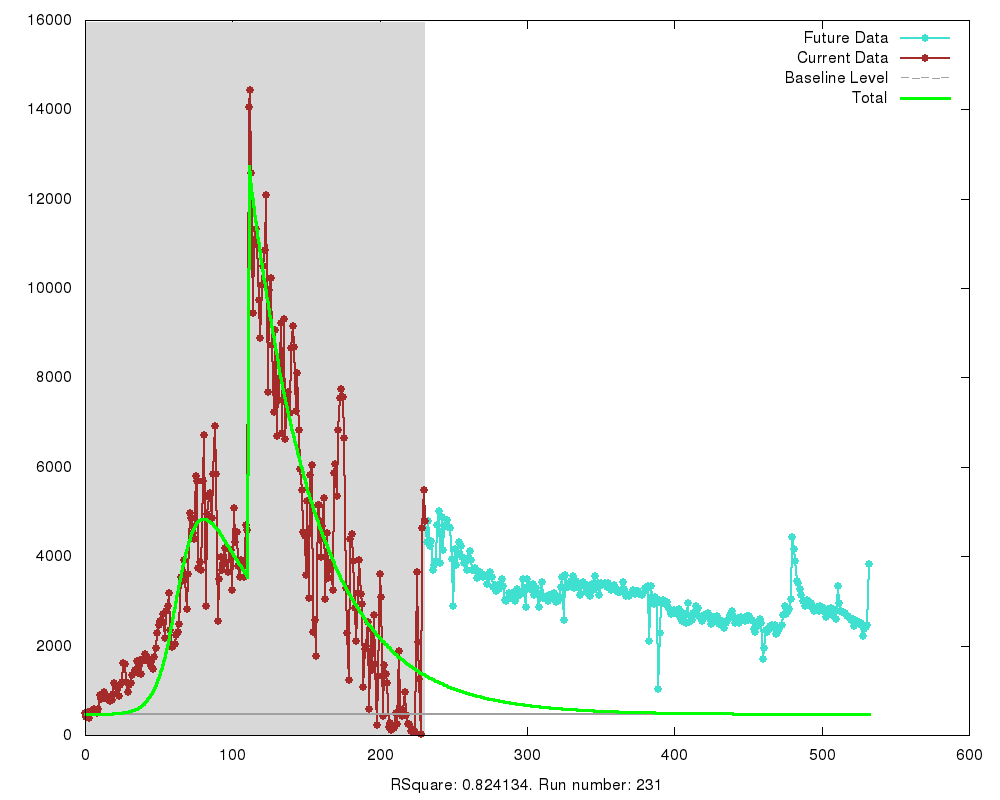 16000
14000
12000
10000
8000
6000
4000
2000
0
Future Data
Current Data
Baseline Level
Total
0 100 200 300 400 500 600
RSquare: 0.824134. Run number: 231